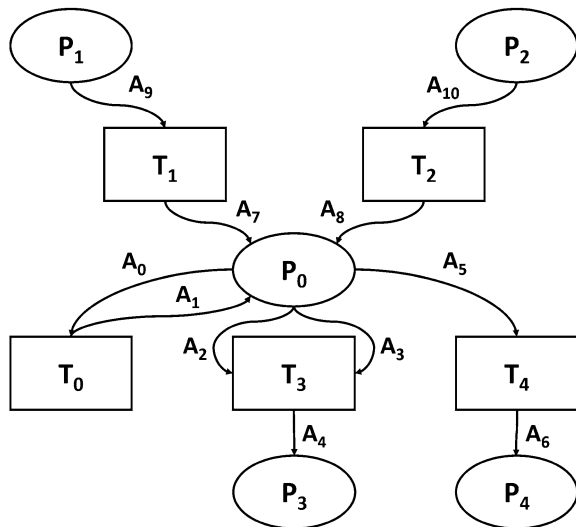 P₁
P₂
A₉
A₁₀
T₁
T₂
A₇
A₈
A₀
P₀
A₅
A₁
A₂
A₃
T₀
T₃
T₄
A₄
A₆
P₃
P₄